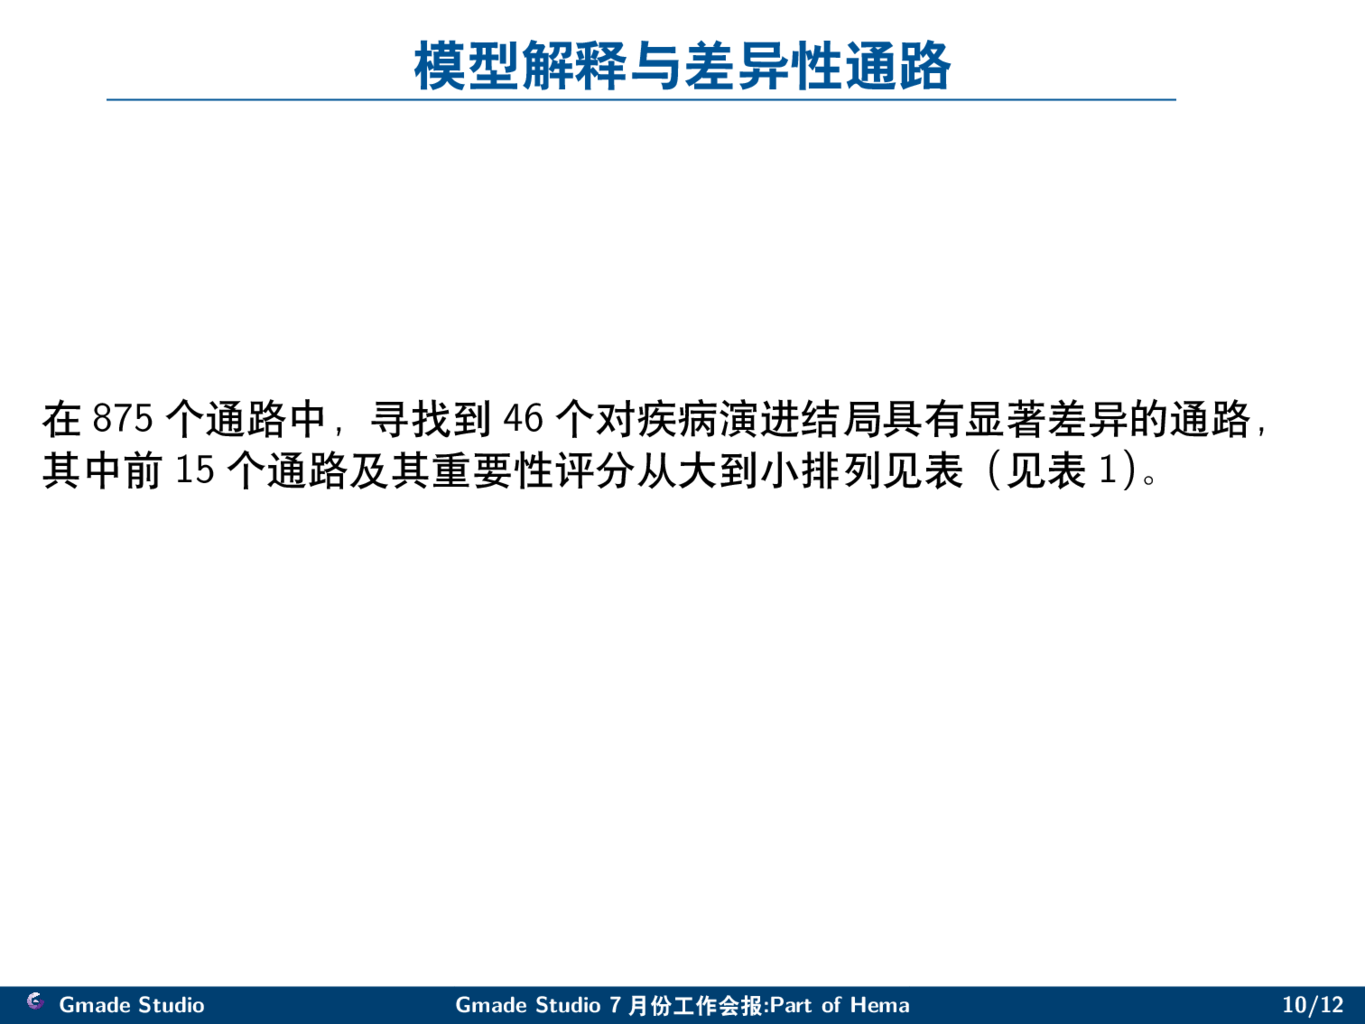 模型解释与差异性通路
在 875 个通路中，寻找到 46 个对疾病演进结局具有显著差异的通路，
其中前 15 个通路及其重要性评分从大到小排列见表（见表 1）。
Gmade Studio
Gmade Studio 7 月份工作会报:Part of Hema
10/12